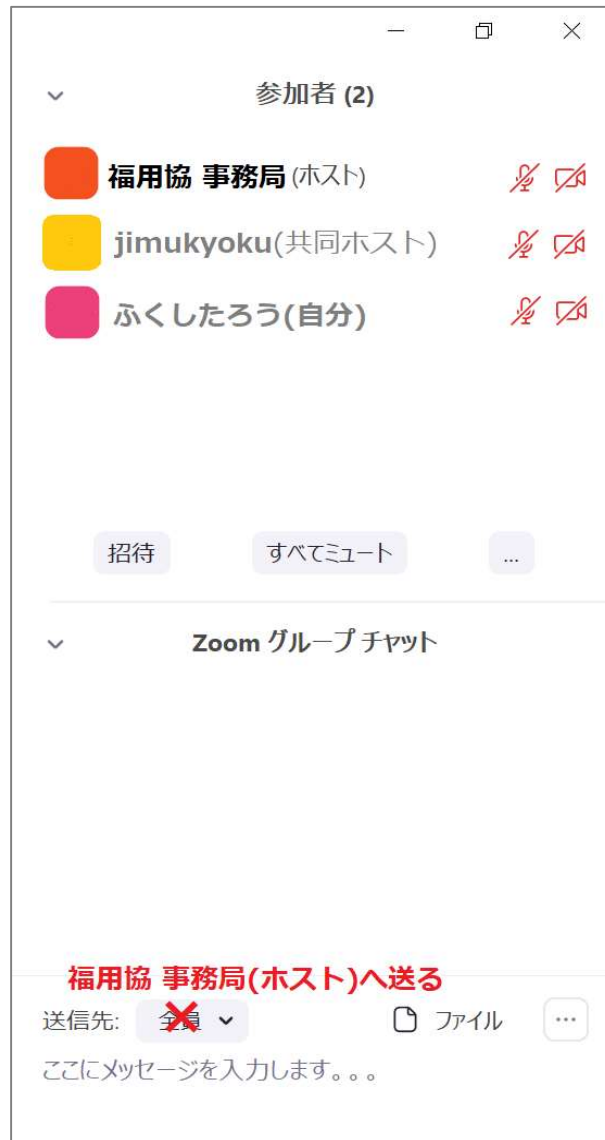 参加者 (2)
福用協 事務局 (ホスト)
jimukyoku(共同ホスト)
ふくしたろう(自分)
招待 すべてミュート ...
Zoom グループ チャット
福用協 事務局(ホスト)へ送る
送信先: 全員 ファイル ...
ここにメッセージを入力します。。。